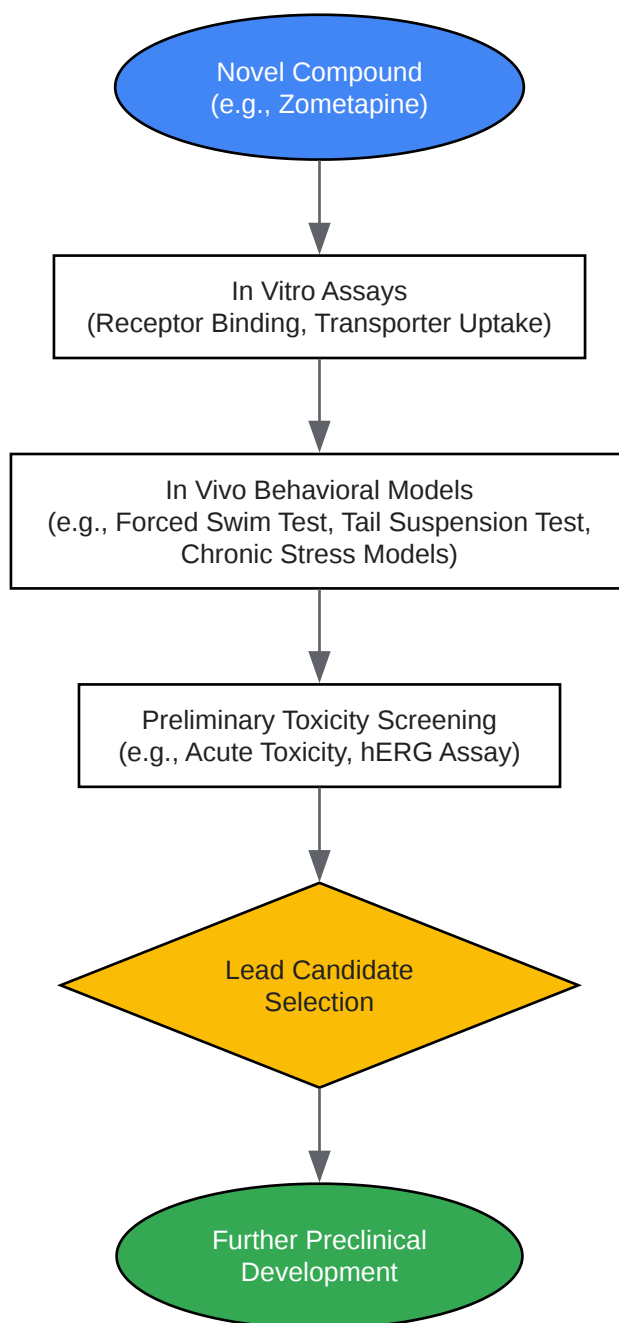 Novel Compound
(e.g., Zometapine)
In Vitro Assays
(Receptor Binding, Transporter Uptake)
In Vivo Behavioral Models
(e.g., Forced Swim Test, Tail Suspension Test,
Chronic Stress Models)
Preliminary Toxicity Screening
(e.g., Acute Toxicity, hERG Assay)
Lead Candidate
Selection
Further Preclinical
Development